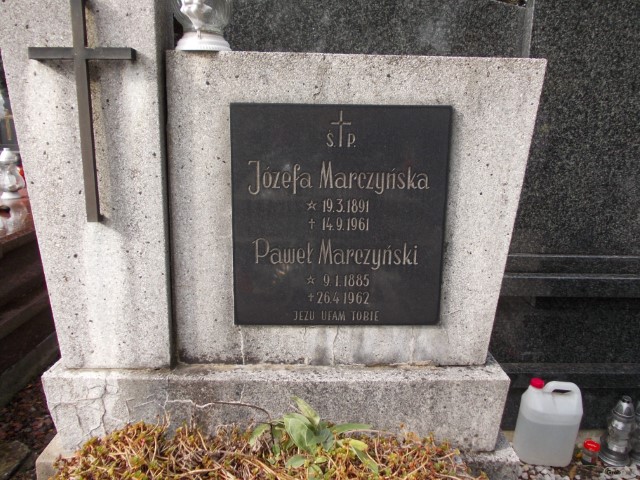 Ś.P.
Józefa Marczyńska
☆ 19.3.1891
† 14.9.1961
Paweł Marczyński
☆ 9.1.1885
† 26.4.1962
JEZU UFAM TOBIE